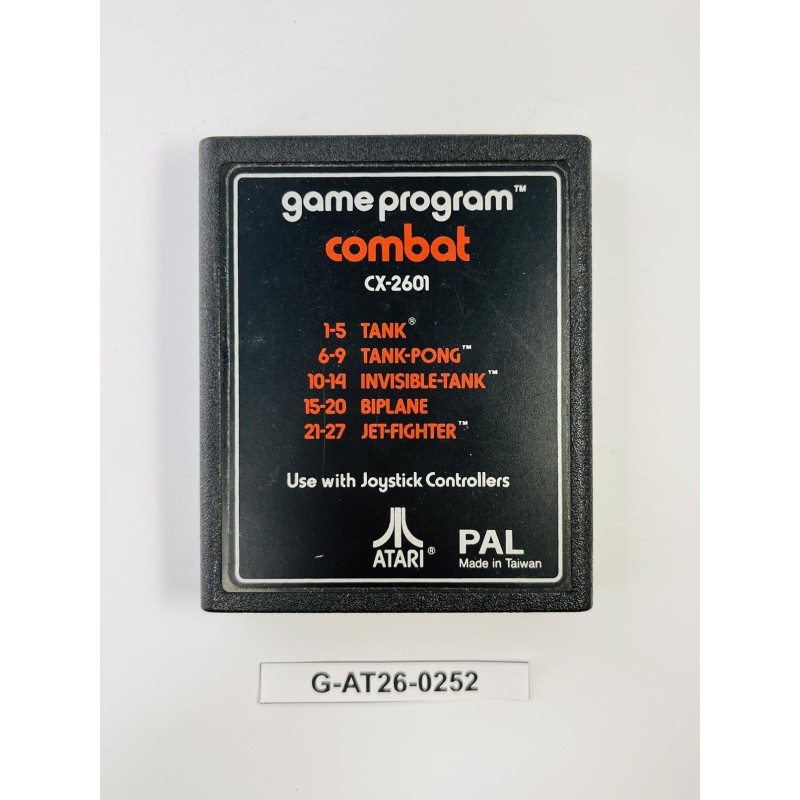 game program™
combat
CX-2601
1-5 TANK®
6-9 TANK-PONG™
10-14 INVISIBLE-TANK™
15-20 BIPLANE
21-27 JET-FIGHTER™
Use with Joystick Controllers
ATARI® PAL
Made in Taiwan
G-AT26-0252